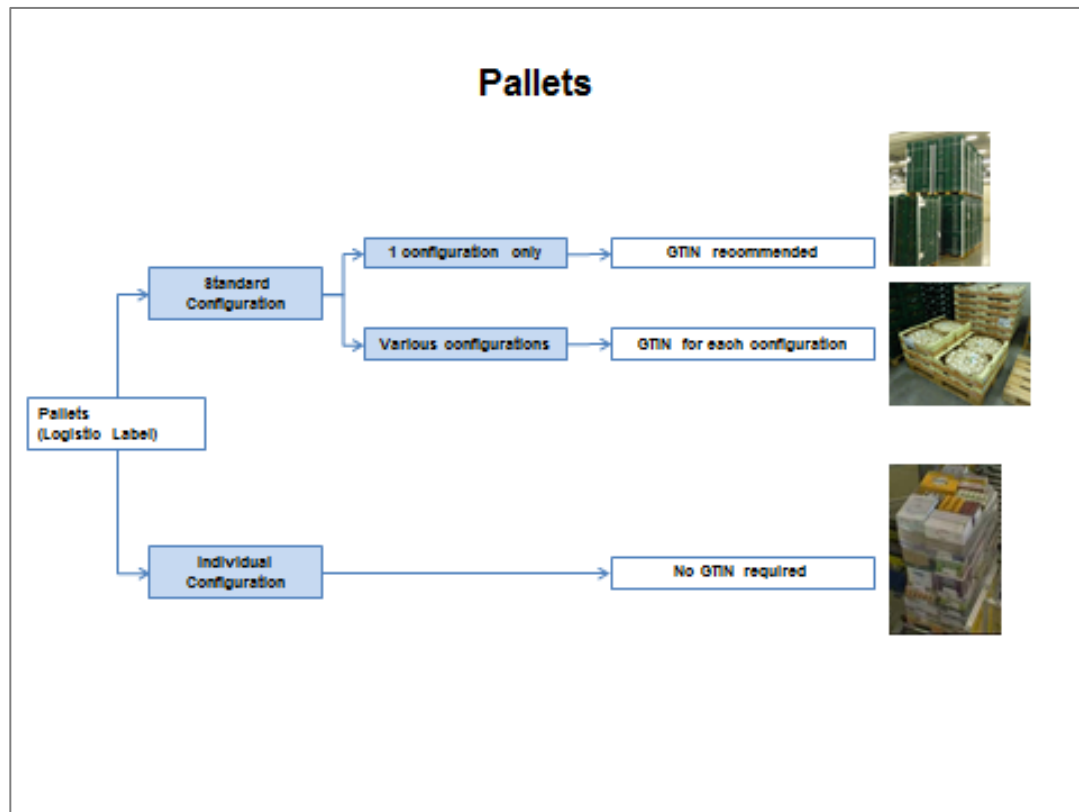 Pallets
1 configuration only
GTIN recommended
Standard
Configuration
Various configurations
GTIN for each configuration
Pallets
(Logistic Label)
Individual
Configuration
No GTIN required